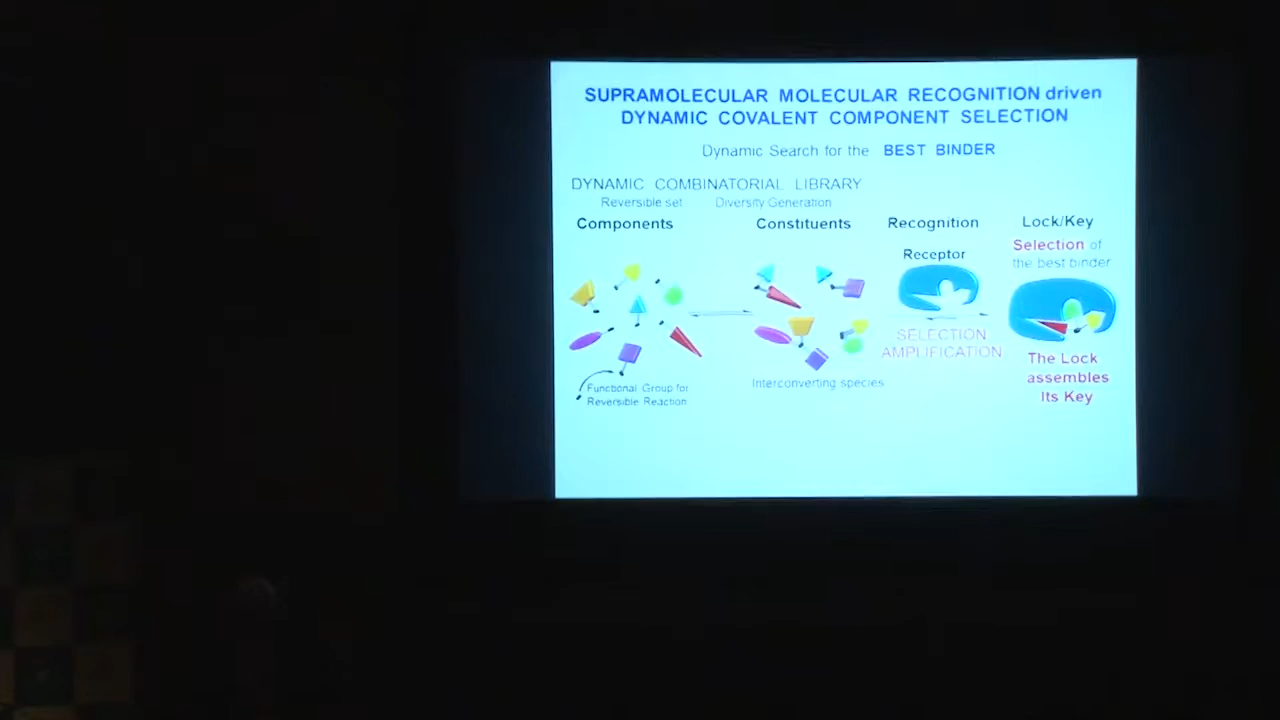 SUPRAMOLECULAR MOLECULAR RECOGNITION driven
DYNAMIC COVALENT COMPONENT SELECTION
Dynamic Search for the BEST BINDER
DYNAMIC COMBINATORIAL LIBRARY
Reversible set Diversity Generation
Components Constituents Recognition Lock/Key
Selection of
the best binder
Receptor
SELECTION
AMPLIFICATION
The Lock
assembles
Its Key
Interconverting species
Functional Group for
Reversible Reaction